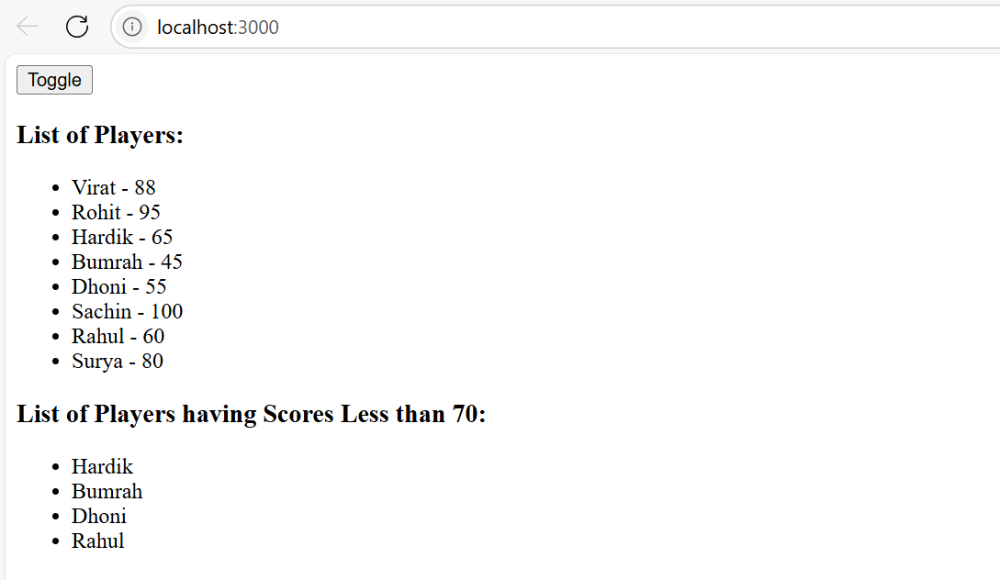 localhost:3000
Toggle
List of Players:
Virat - 88
Rohit - 95
Hardik - 65
Bumrah - 45
Dhoni - 55
Sachin - 100
Rahul - 60
Surya - 80
List of Players having Scores Less than 70:
Hardik
Bumrah
Dhoni
Rahul